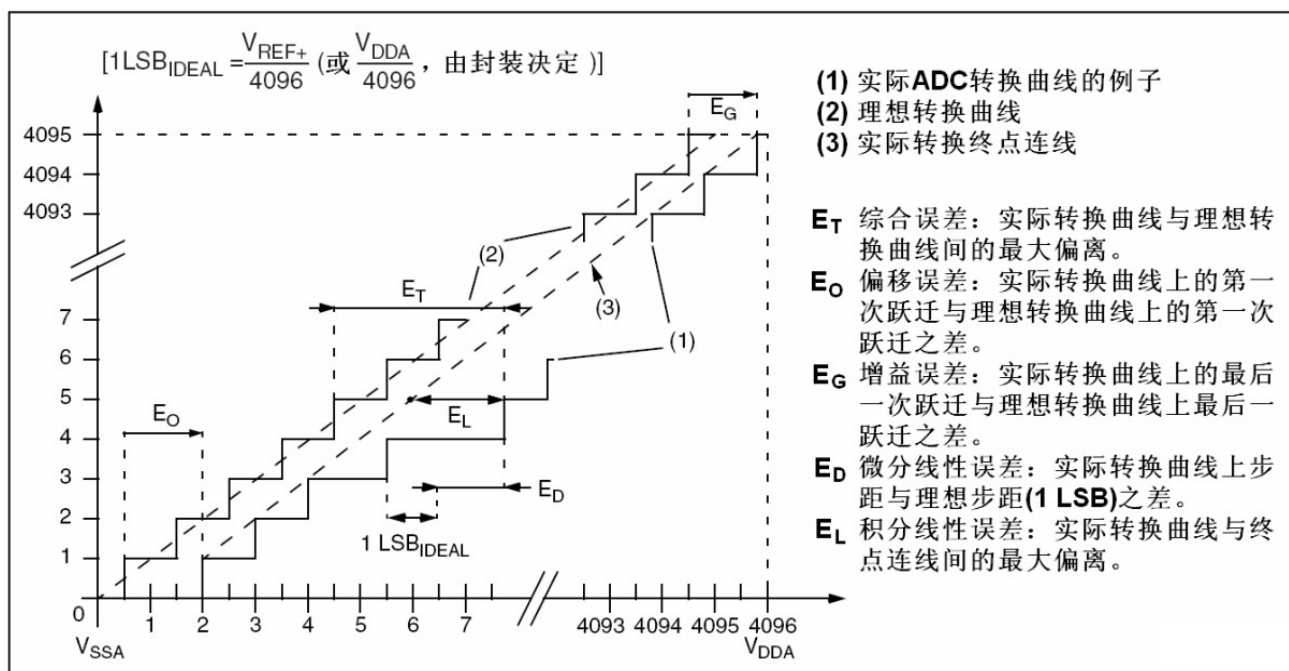 [1LSB_IDEAL = V_REF+/4096 (或 V_DDA/4096, 由封装决定 )]
(1) 实际ADC转换曲线的例子
(2) 理想转换曲线
(3) 实际转换终点连线
E_T 综合误差: 实际转换曲线与理想转
换曲线间的最大偏离。
E_O 偏移误差: 实际转换曲线上的第一
次跃迁与理想转换曲线上的第一次
跃迁之差。
E_G 增益误差: 实际转换曲线上的最后
一次跃迁与理想转换曲线上最后一
跃迁之差。
E_D 微分线性误差: 实际转换曲线上步
距与理想步距(1 LSB)之差。
E_L 积分线性误差: 实际转换曲线与终
点连线间的最大偏离。
E_G
4095
4094
4093
(2)
E_T
(3)
7
(1)
6
5
E_O
E_L
4
3
E_D
2
1 LSB_IDEAL
1
0
1 2 3 4 5 6 7 4093 4094 4095 4096
V_SSA
V_DDA